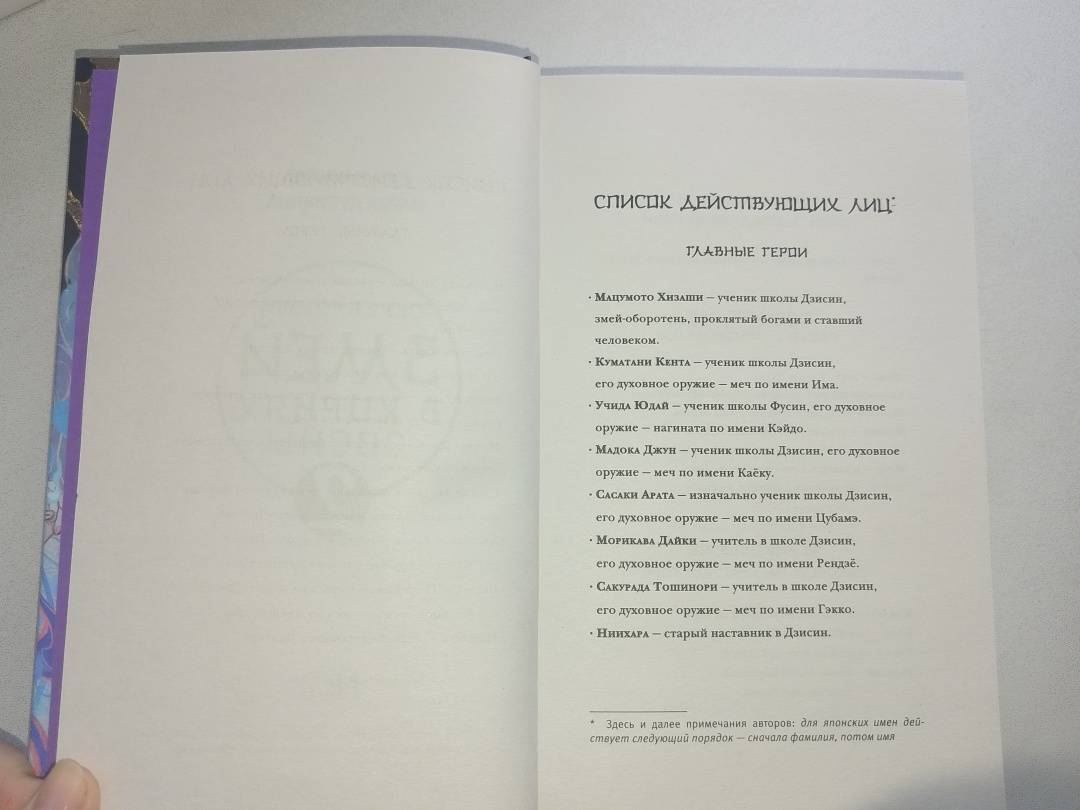 СПИСОК ДЕЙСТВУЮЩИХ ЛИЦ*
ГЛАВНЫЕ ГЕРОИ
· Мацумото Хизаши — ученик школы Дзисин,
змей-оборотень, проклятый богами и ставший
человеком.
· Куматани Кента — ученик школы Дзисин,
его духовное оружие — меч по имени Има.
· Учида Юдай — ученик школы Фусин, его духовное
оружие — нагината по имени Кэйдо.
· Мадока Джун — ученик школы Дзисин, его духовное
оружие — меч по имени Каёку.
· Сасаки Арата — изначально ученик школы Дзисин,
его духовное оружие — меч по имени Цубамэ.
· Морикава Дайки — учитель в школе Дзисин,
его духовное оружие — меч по имени Рендзё.
· Сакурада Тошинори — учитель в школе Дзисин,
его духовное оружие — меч по имени Гэкко.
· Ниихара — старый наставник в Дзисин.
* Здесь и далее примечания авторов: для японских имен дей-
ствует следующий порядок — сначала фамилия, потом имя